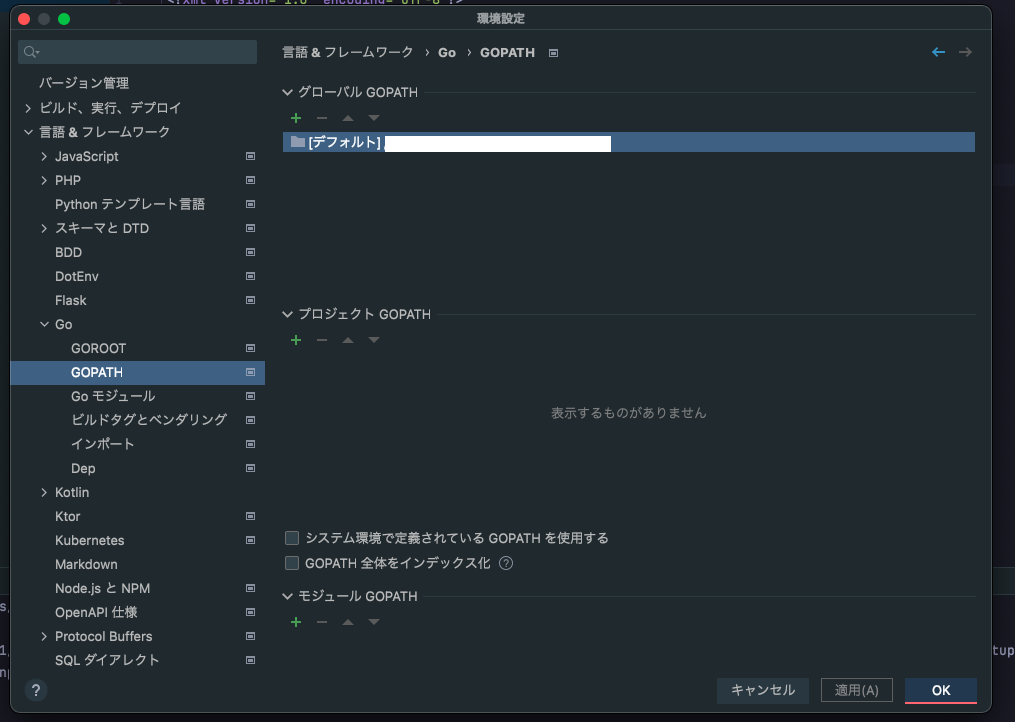 環境設定
言語 & フレームワーク › Go › GOPATH
バージョン管理
ビルド、実行、デプロイ
言語 & フレームワーク
JavaScript
PHP
Python テンプレート言語
スキーマと DTD
BDD
DotEnv
Flask
Go
GOROOT
GOPATH
Go モジュール
ビルドタグとベンダリング
インポート
Dep
Kotlin
Ktor
Kubernetes
Markdown
Node.js と NPM
OpenAPI 仕様
Protocol Buffers
SQL ダイアレクト
グローバル GOPATH
[デフォルト]
プロジェクト GOPATH
表示するものがありません
システム環境で定義されている GOPATH を使用する
GOPATH 全体をインデックス化 ?
モジュール GOPATH
?
キャンセル 適用(A) OK